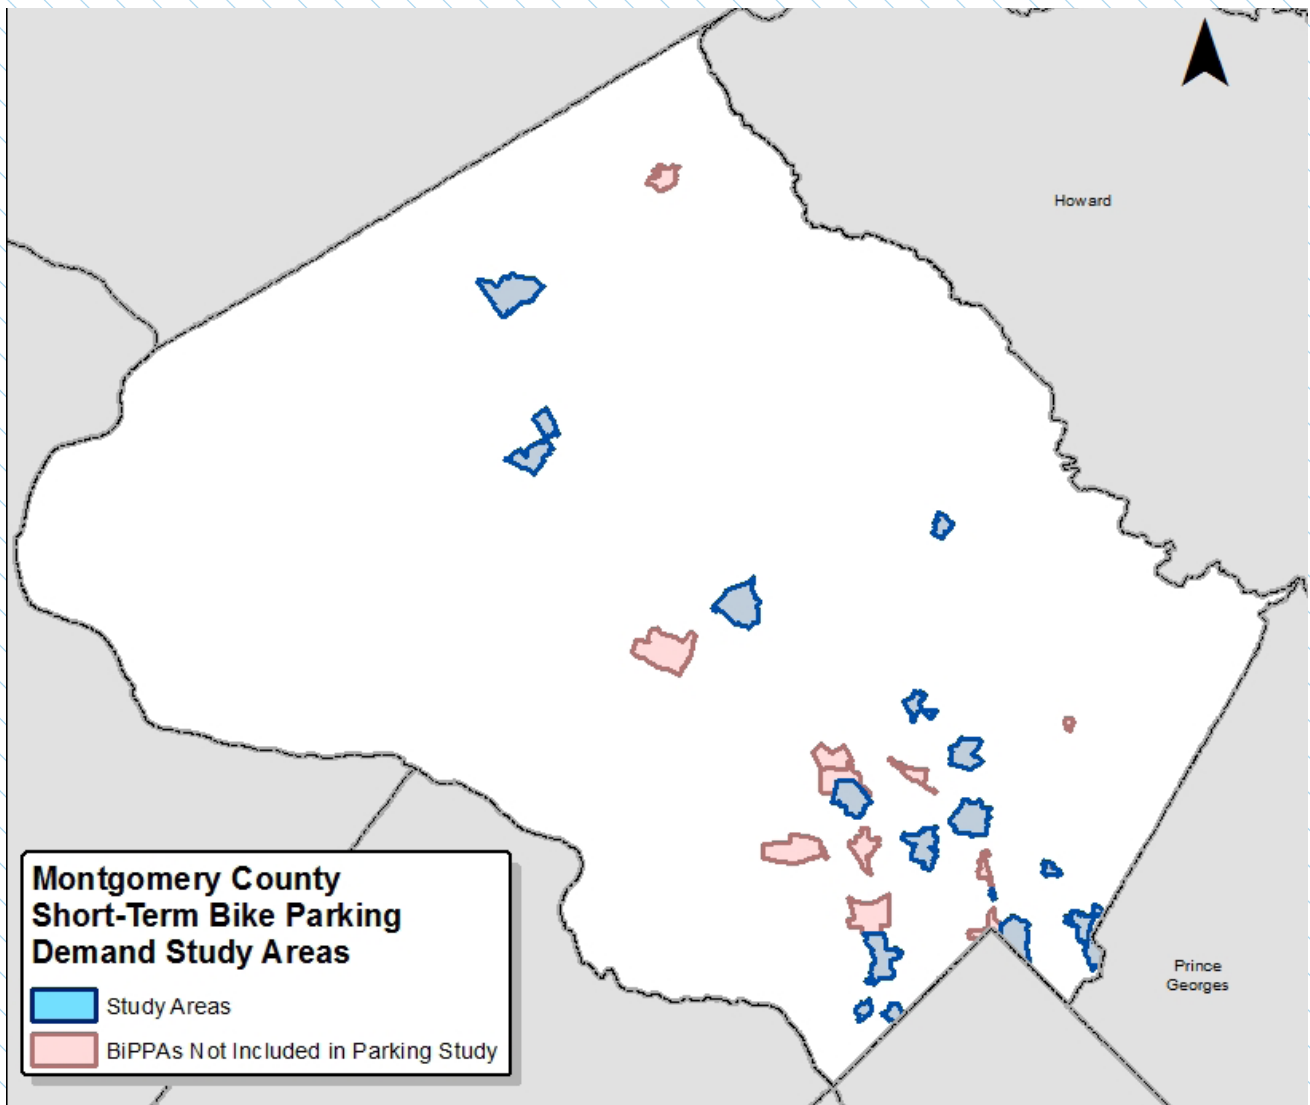 Howard
Montgomery County
Short-Term Bike Parking
Demand Study Areas
Study Areas
BiPPAs Not Included in Parking Study
Prince
Georges